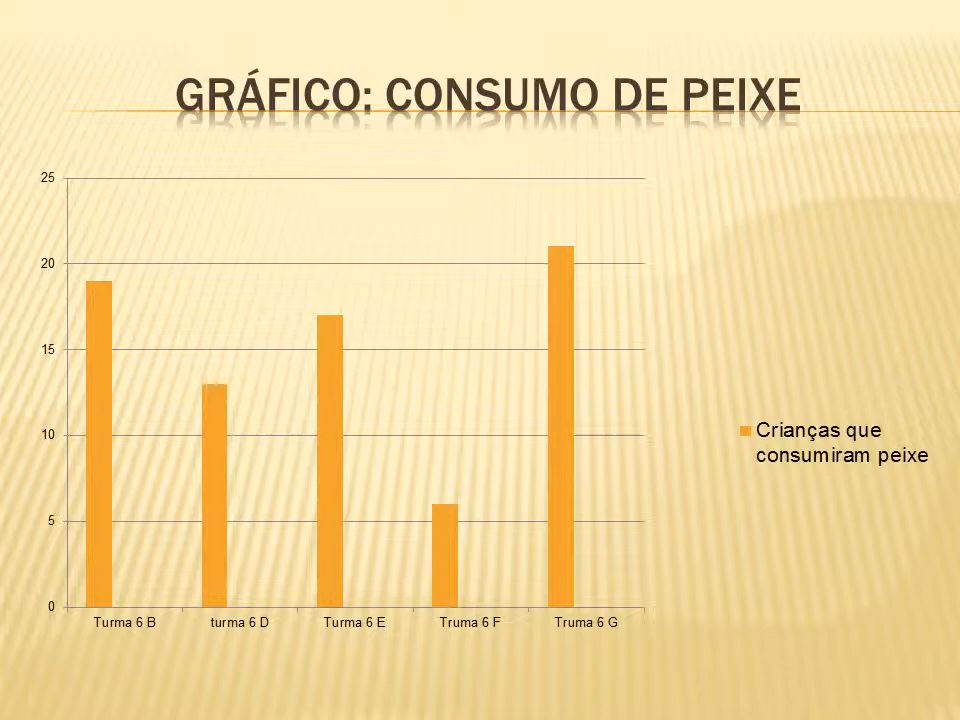 GRÁFICO: CONSUMO DE PEIXE
25
20
15
10
5
0
Turma 6 B
turma 6 D
Turma 6 E
Truma 6 F
Truma 6 G
Crianças que
consumiram peixe